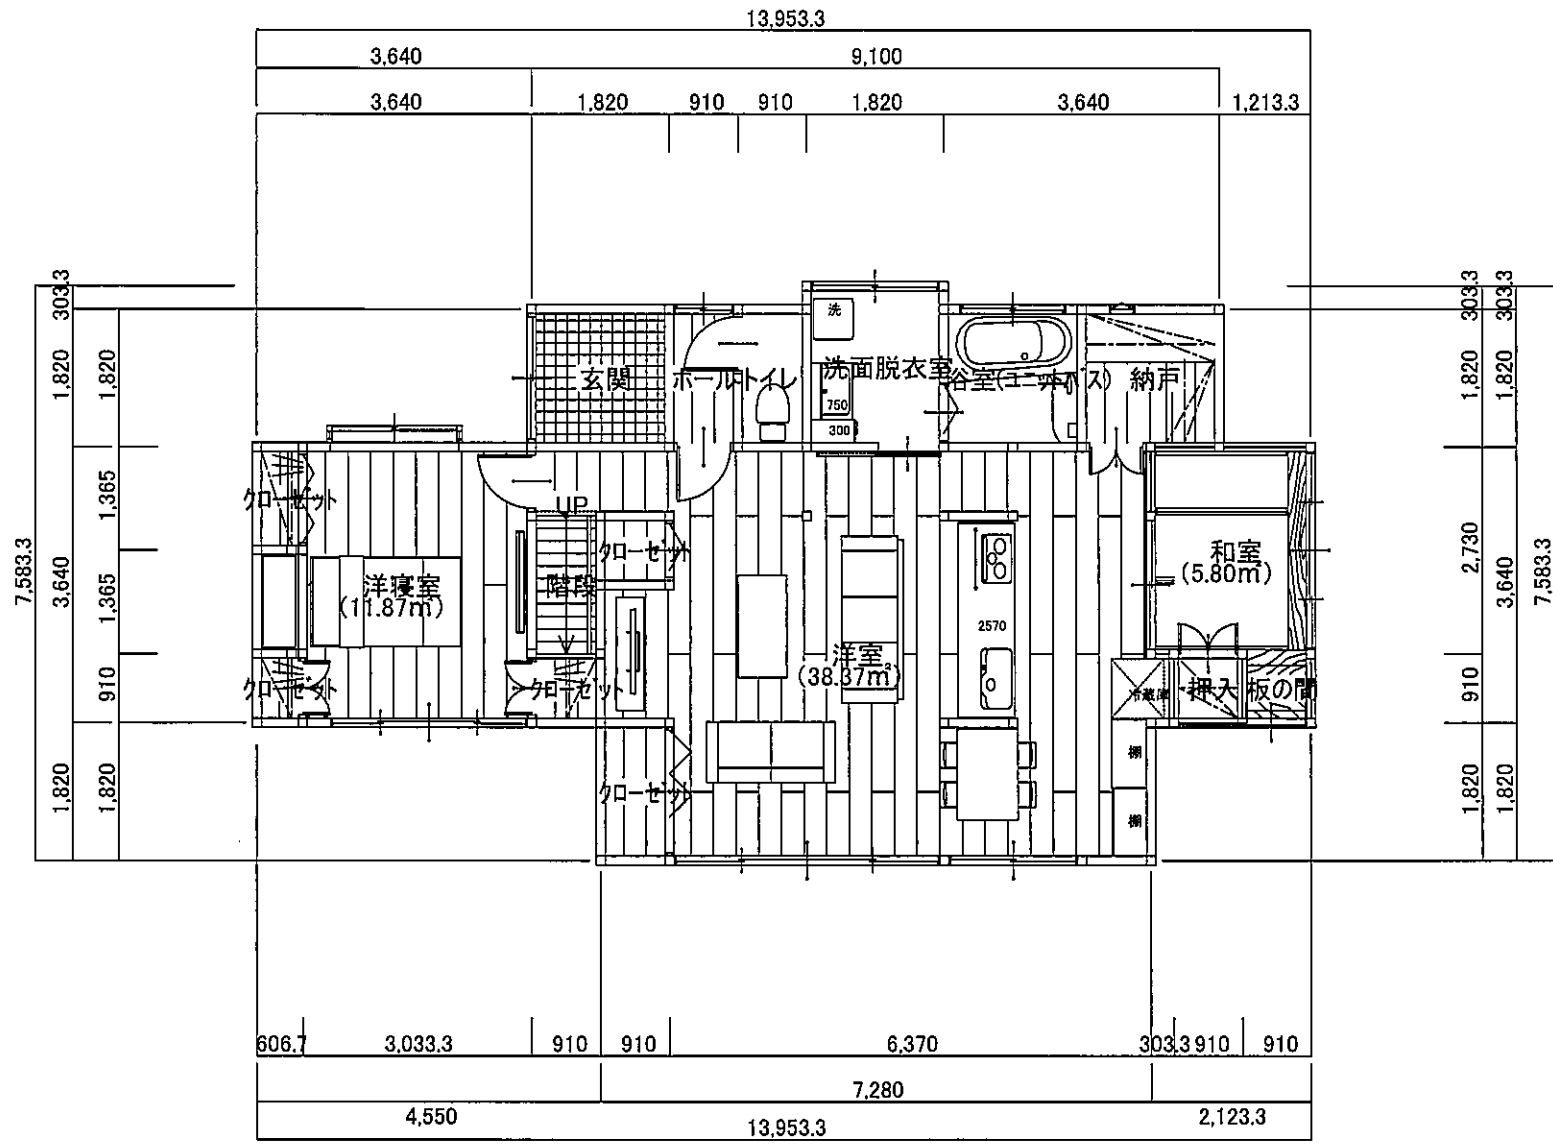 13,953.3
3,640
9,100
3,640
1,820
910
910
1,820
3,640
1,213.3
303.3
1,820
3,640
1,820
7,583.3
1,820
1,365
1,365
910
1,820
303.3
1,820
2,730
910
1,820
303.3
1,820
3,640
1,820
7,583.3
洗
玄関
ホール
トイレ
洗面脱衣室
浴室(ユニットバス)
納戸
750
300
クローゼット
UP
クローゼット
和室
(5.80㎡)
洋寝室
(11.87㎡)
階段
2570
洋室
(38.37㎡)
クローゼット
クローゼット
冷蔵庫
押入
板の間
棚
クローゼット
棚
606.7
3,033.3
910
910
6,370
303.3
910
910
7,280
4,550
2,123.3
13,953.3